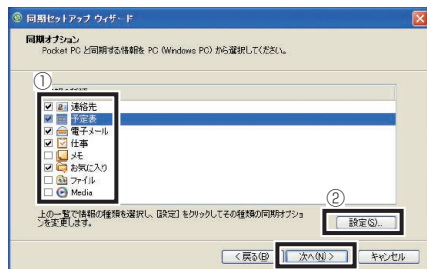 同期セットアップ ウィザード
同期オプション
Pocket PC と同期する情報を PC (Windows PC) から選択してください。
①
連絡先
予定表
電子メール
仕事
メモ
お気に入り
ファイル
Media
②
上の一覧で情報の種類を選択し、[設定] をクリックしてその種類の同期オプショ
ンを変更します。
設定(S)...
< 戻る(B)
次へ(N) >
キャンセル